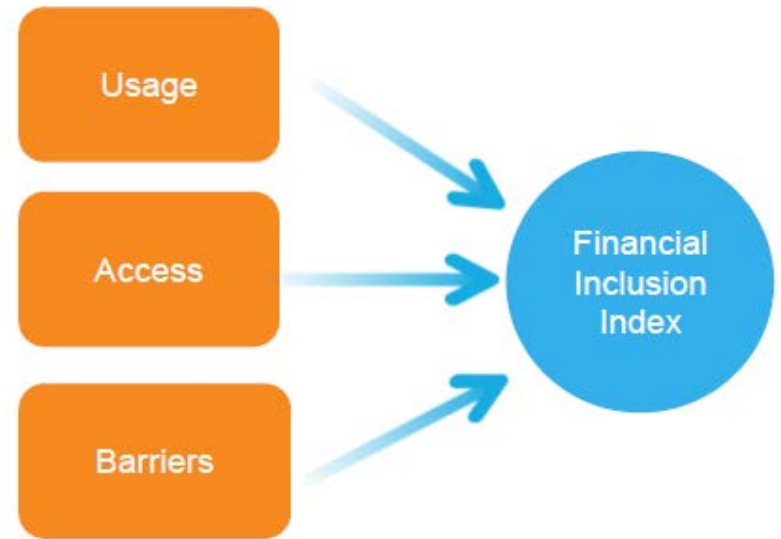 Usage
Access
Barriers
Financial
Inclusion
Index